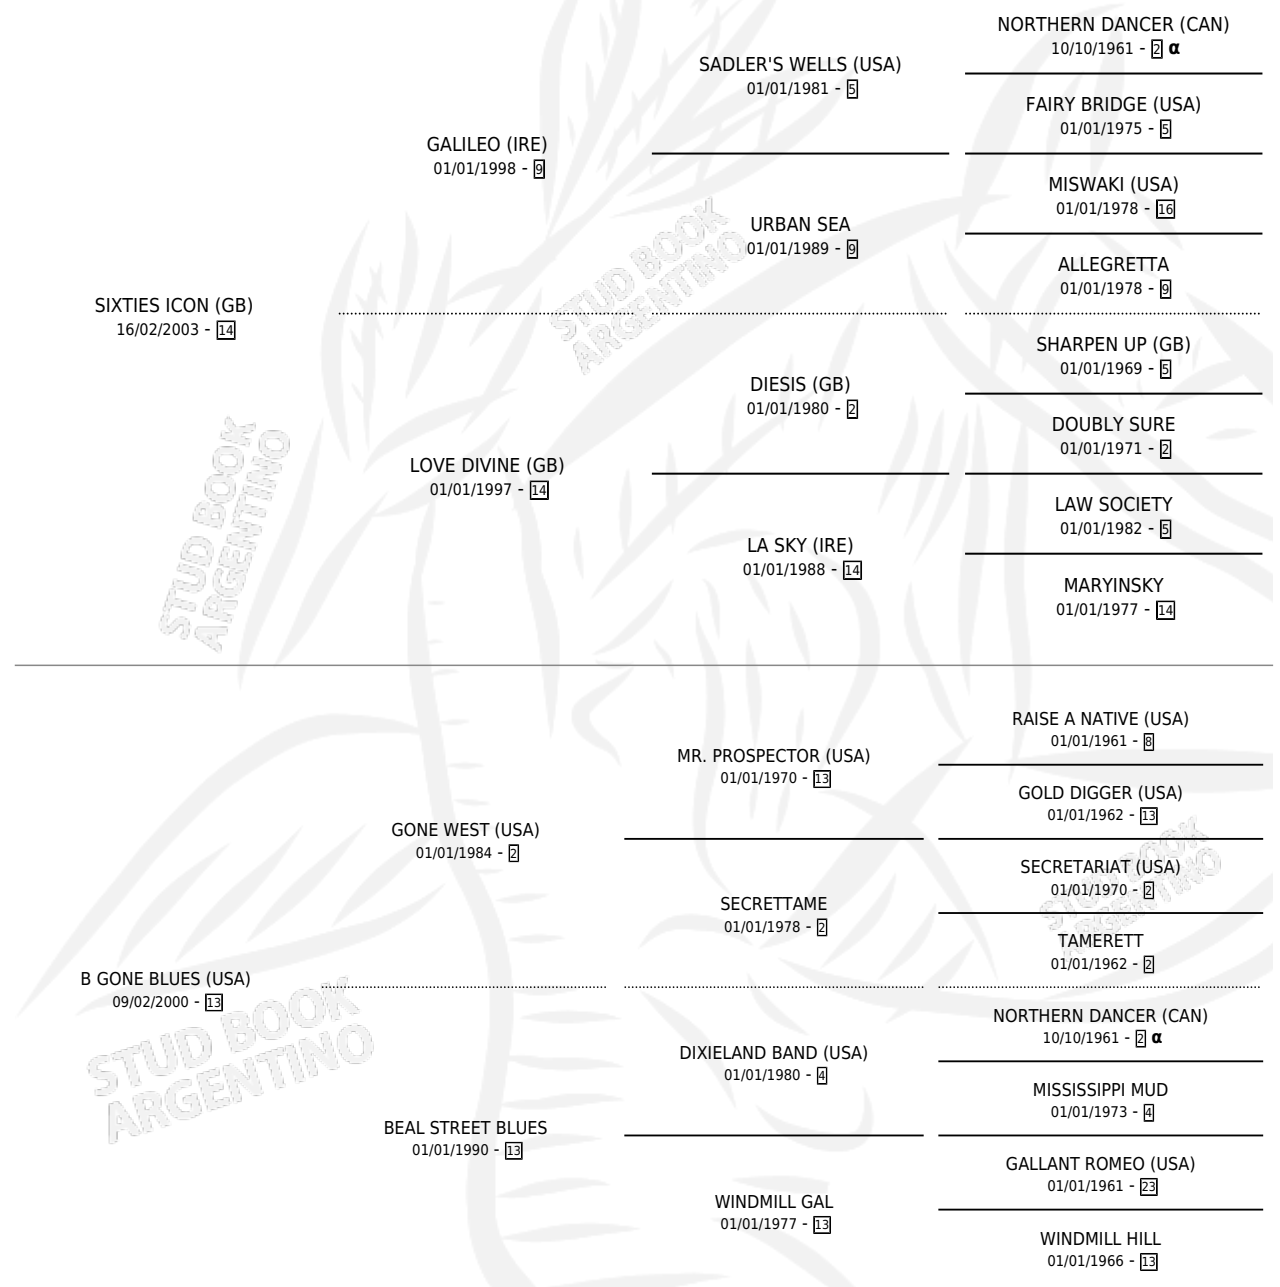 NORTHERN DANCER (CAN)
10/10/1961 - 2 α
SADLER'S WELLS (USA)
01/01/1981 - 5
FAIRY BRIDGE (USA)
01/01/1975 - 5
GALILEO (IRE)
01/01/1998 - 9
MISWAKI (USA)
01/01/1978 - 16
URBAN SEA
01/01/1989 - 9
ALLEGRETTA
01/01/1978 - 9
STUD BOOK
ARGENTINO
SIXTIES ICON (GB)
16/02/2003 - 14
SHARPEN UP (GB)
01/01/1969 - 5
DIESIS (GB)
01/01/1980 - 2
DOUBLY SURE
01/01/1971 - 2
LOVE DIVINE (GB)
01/01/1997 - 14
LAW SOCIETY
01/01/1982 - 5
LA SKY (IRE)
01/01/1988 - 14
MARYINSKY
01/01/1977 - 14
STUD BOOK
ARGENTINO
RAISE A NATIVE (USA)
01/01/1961 - 8
MR. PROSPECTOR (USA)
01/01/1970 - 13
GOLD DIGGER (USA)
01/01/1962 - 13
GONE WEST (USA)
01/01/1984 - 2
SECRETARIAT (USA)
01/01/1970 - 2
SECRETTAME
01/01/1978 - 2
TAMERETT
01/01/1962 - 2
STUD BOOK
ARGENTINO
B GONE BLUES (USA)
09/02/2000 - 13
NORTHERN DANCER (CAN)
10/10/1961 - 2 α
DIXIELAND BAND (USA)
01/01/1980 - 4
MISSISSIPPI MUD
01/01/1973 - 4
BEAL STREET BLUES
01/01/1990 - 13
GALLANT ROMEO (USA)
01/01/1961 - 23
WINDMILL GAL
01/01/1977 - 13
WINDMILL HILL
01/01/1966 - 13
STUD BOOK
ARGENTINO